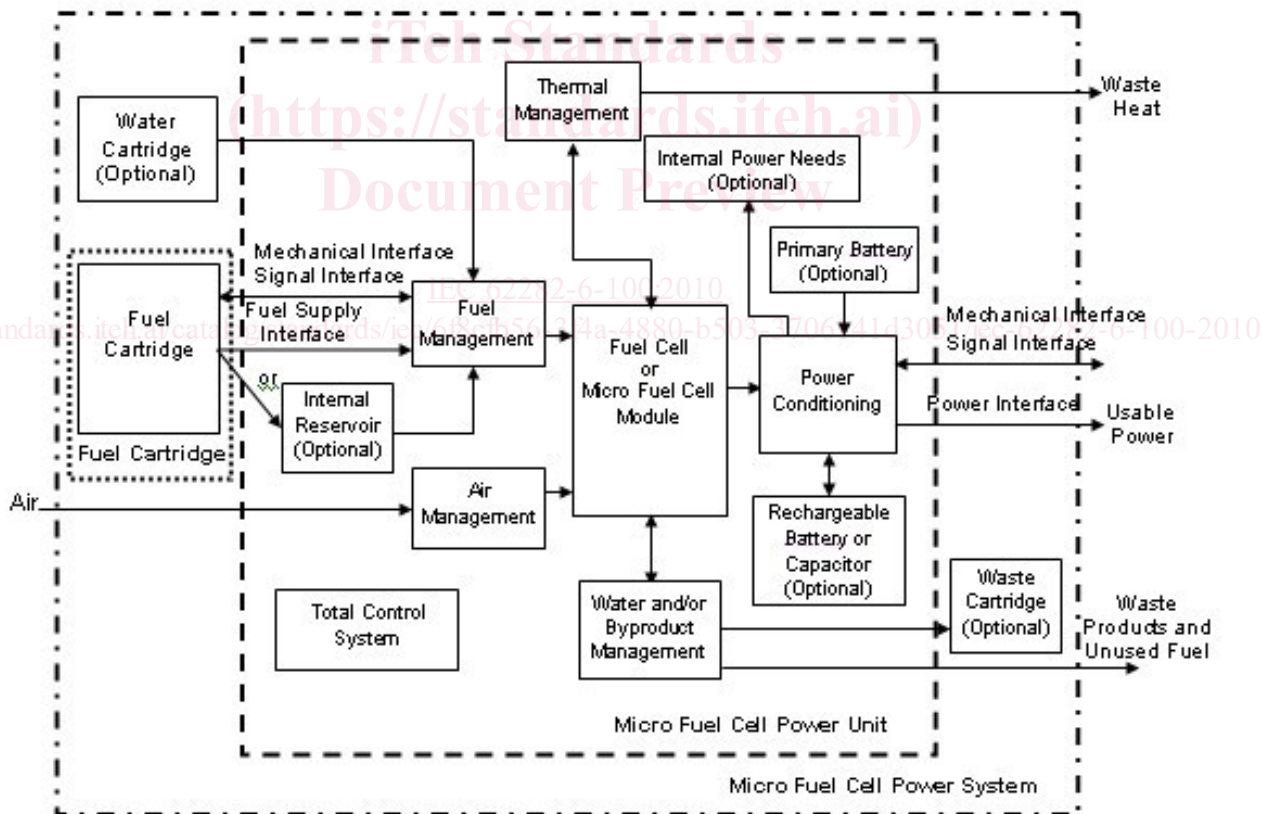 iTeh Standards
(https://standards.iteh.ai)
Document Preview
Thermal
Management
Waste
Heat
Water
Cartridge
(Optional)
Internal Power Needs
(Optional)
Primary Battery
(Optional)
Mechanical Interface
Signal Interface
Fuel Supply
Interface
or
Fuel
Cartridge
Fuel Cartridge
Fuel
Management
IEC 62282-6-100:2010
Internal
Reservoir
(Optional)
Fuel Cell
or
Micro Fuel Cell
Module
Power
Conditioning
Mechanical Interface
Signal Interface
Power Interface
Usable
Power
Air
Air
Management
Rechargeable
Battery or
Capacitor
(Optional)
Total Control
System
Water and/or
Byproduct
Management
Waste
Cartridge
(Optional)
Waste
Products and
Unused Fuel
Micro Fuel Cell Power Unit
Micro Fuel Cell Power System